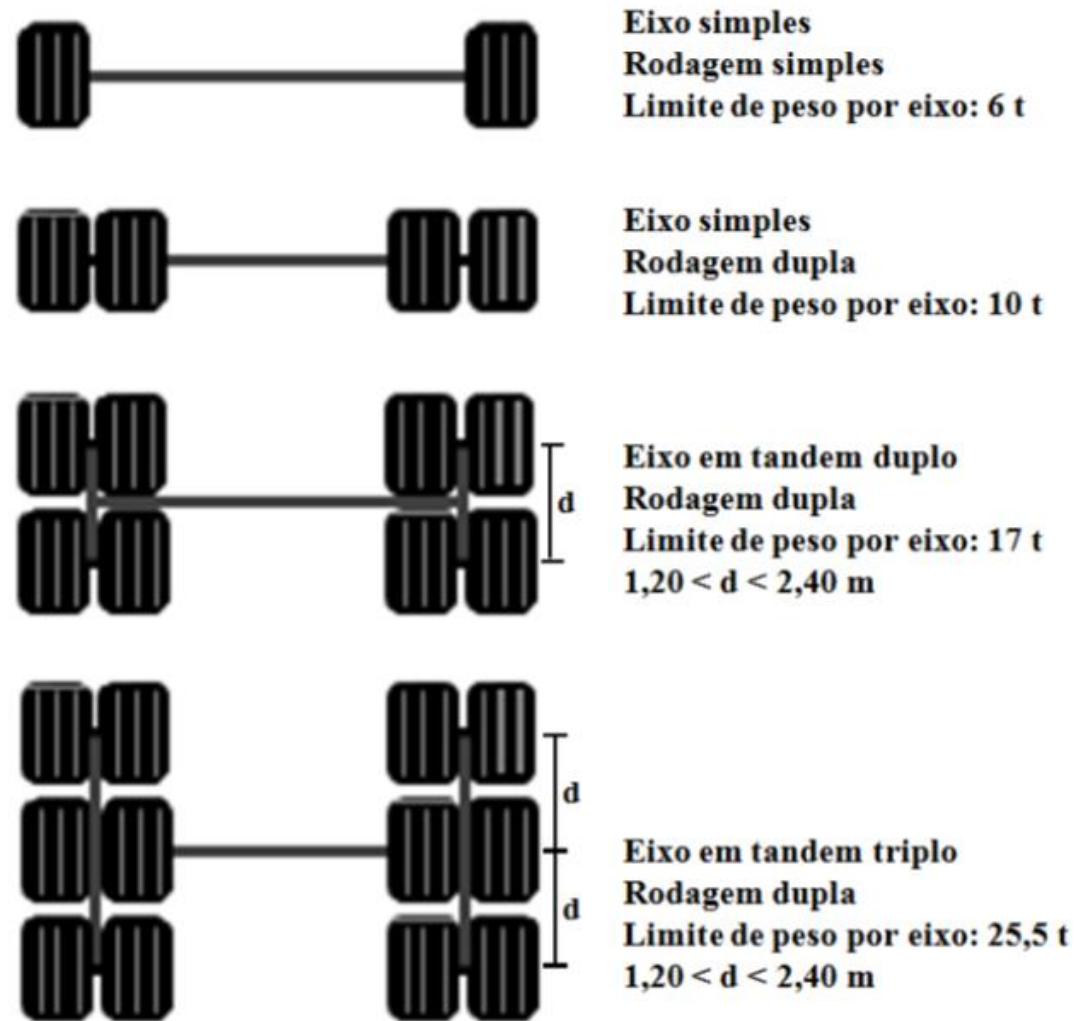 Eixo simples
Rodagem simples
Limite de peso por eixo: 6 t
Eixo simples
Rodagem dupla
Limite de peso por eixo: 10 t
d
Eixo em tandem duplo
Rodagem dupla
Limite de peso por eixo: 17 t
1,20 < d < 2,40 m
d
d
Eixo em tandem triplo
Rodagem dupla
Limite de peso por eixo: 25,5 t
1,20 < d < 2,40 m